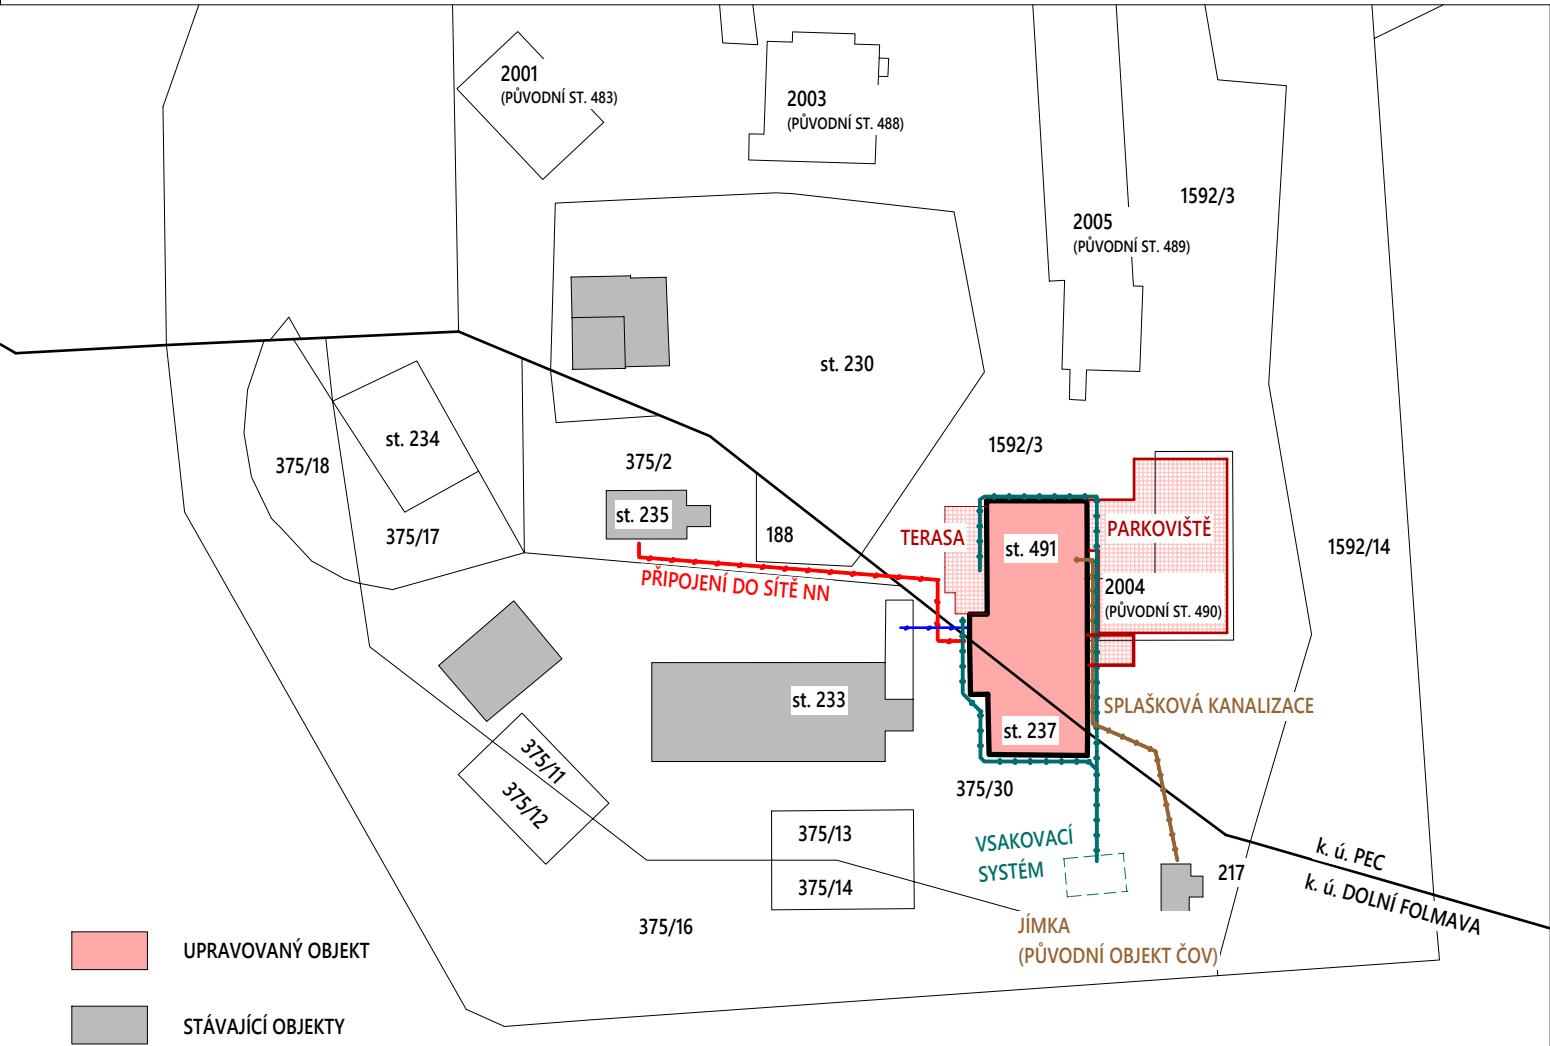 2001
(PŮVODNÍ ST. 483)
2003
(PŮVODNÍ ST. 488)
1592/3
2005
(PŮVODNÍ ST. 489)
st. 230
st. 234
375/18
375/2
1592/3
st. 235
188
375/17
TERASA
st. 491
PARKOVIŠTĚ
1592/14
PŘIPOJENÍ DO SÍTĚ NN
2004
(PŮVODNÍ ST. 490)
st. 233
SPLAŠKOVÁ KANALIZACE
st. 237
375/11
375/12
375/30
375/13
VSAKOVACÍ
SYSTÉM
375/14
217
k. ú. PEC
k. ú. DOLNÍ FOLMAVA
375/16
JÍMKA
(PŮVODNÍ OBJEKT ČOV)
UPRAVOVANÝ OBJEKT
STÁVAJÍCÍ OBJEKTY